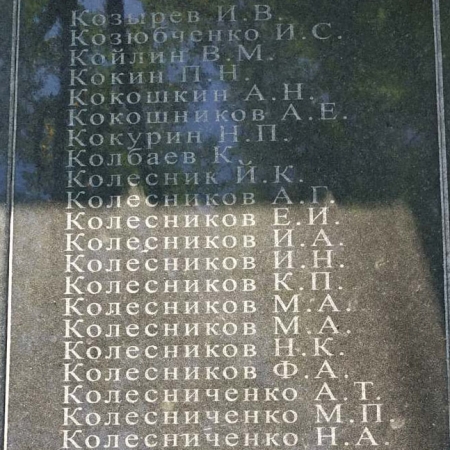 Козырев И.В.
Козюбченко И.С.
Койлин В.М.
Кокин П.Н.
Кокошкин А.Н.
Кокошников А.Е.
Кокурин Н.П.
Колбаев К.
Колесник И.К.
Колесников А.Г.
Колесников Е.И.
Колесников И.А.
Колесников И.Н.
Колесников К.П.
Колесников М.А.
Колесников М.А.
Колесников Н.К.
Колесников Ф.А.
Колесниченко А.Т.
Колесниченко М.П.
Колесниченко Н.А.